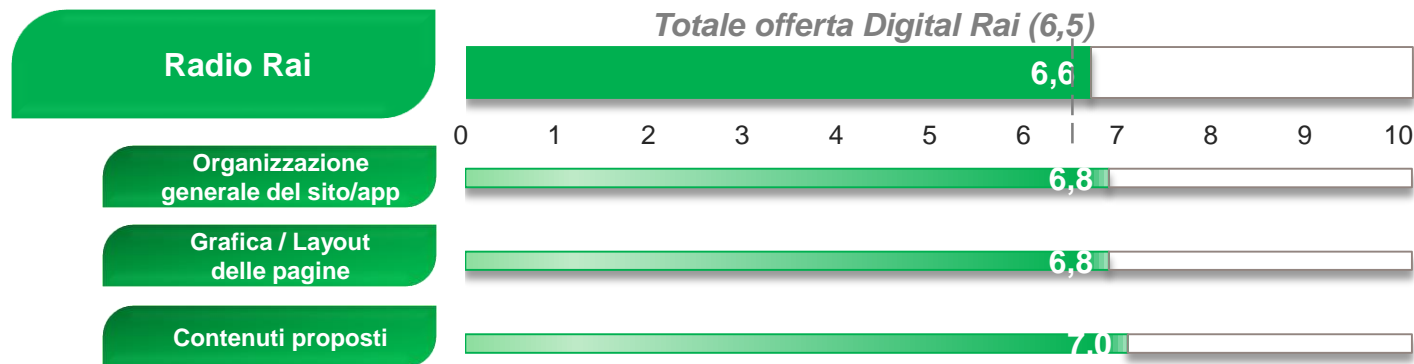 Totale offerta Digital Rai (6,5)
Radio Rai
6,6
0 1 2 3 4 5 6 7 8 9 10
Organizzazione
generale del sito/app
6,8
Grafica / Layout
delle pagine
6,8
Contenuti proposti
7,0